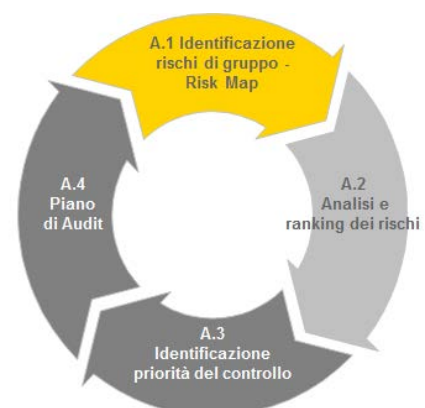 A.1 Identificazione
rischi di gruppo -
Risk Map
A.2
Analisi e
ranking dei rischi
A.3
Identificazione
priorità del controllo
A.4
Piano
di Audit